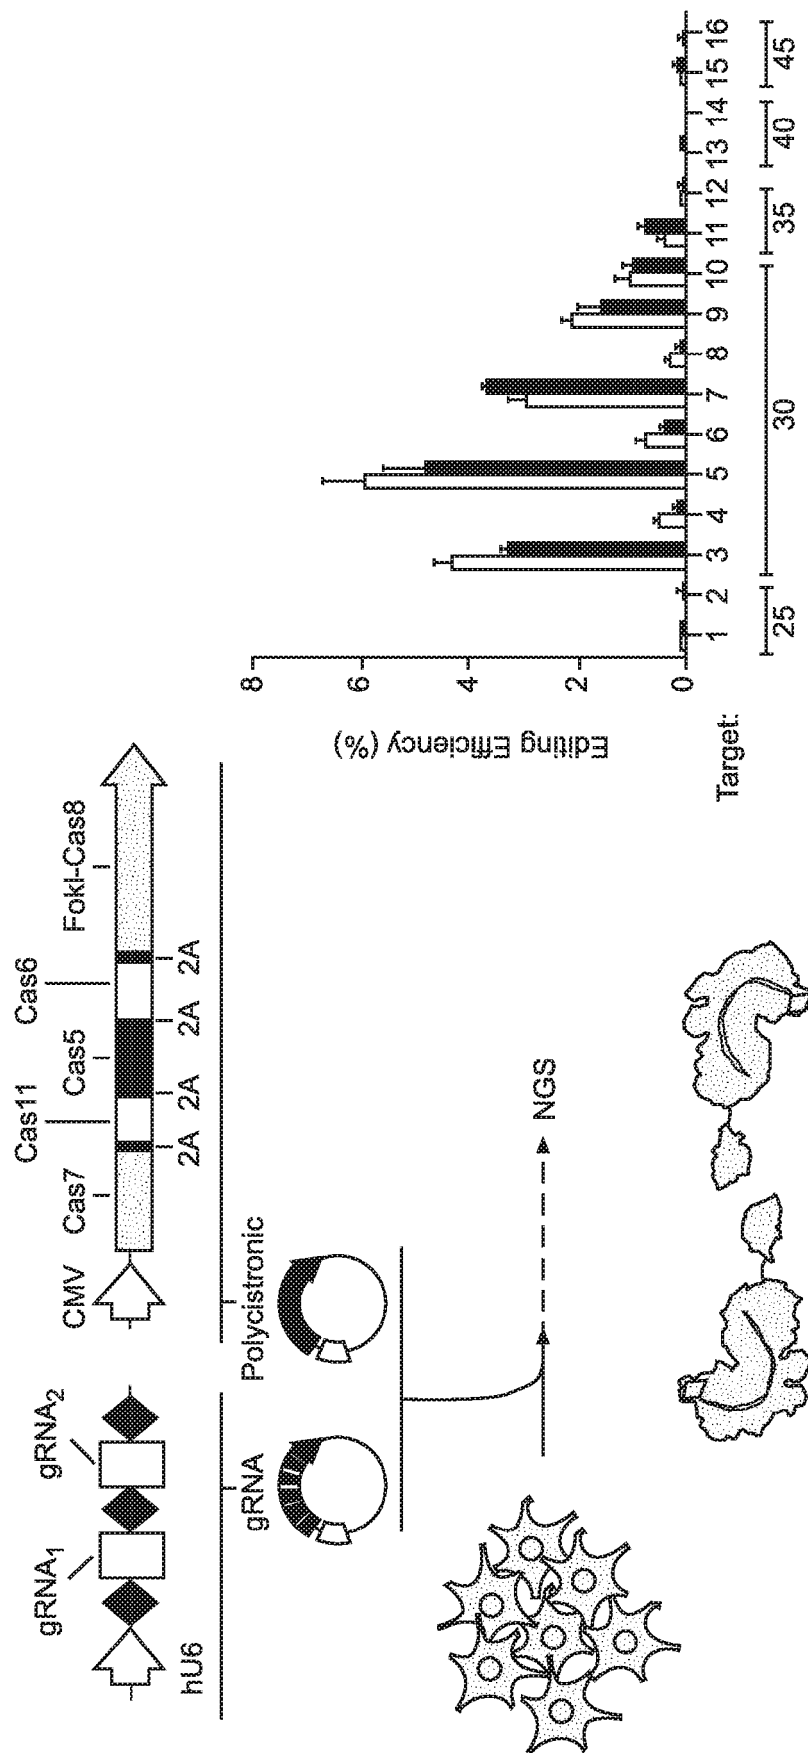 gRNA1
gRNA2
hU6
CMV
Cas7
Cas11
Cas5
Cas6
FokI-Cas8
2A
2A
2A
2A
gRNA
Polycistronic
NGS
Editing Efficiency (%)
8
6
4
2
0
Target:
1 2 3 4 5 6 7 8 9 10 11 12 13 14 15 16
25 30 35 40 45